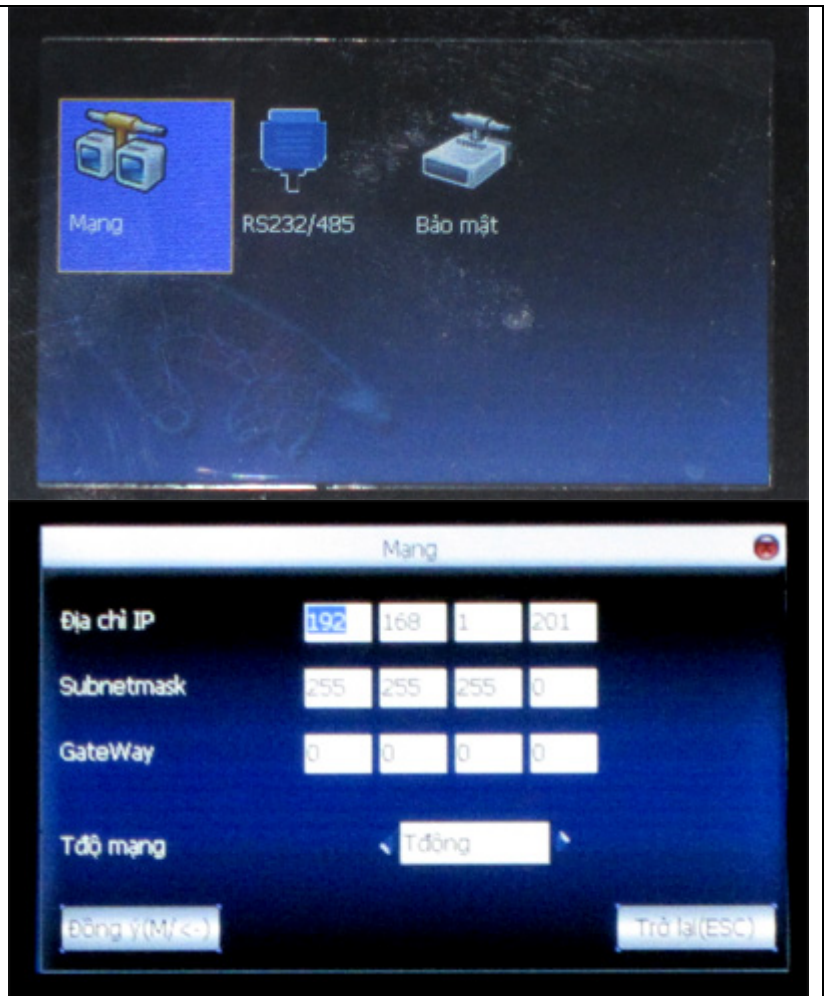 Mạng RS232/485 Bảo mật
Mạng
Địa chỉ IP 192 168 1 201
Subnetmask 255 255 255 0
GateWay 0 0 0 0
Tđộ mạng Tđộng
Đồng ý(M/<-) Trở lại(ESC)